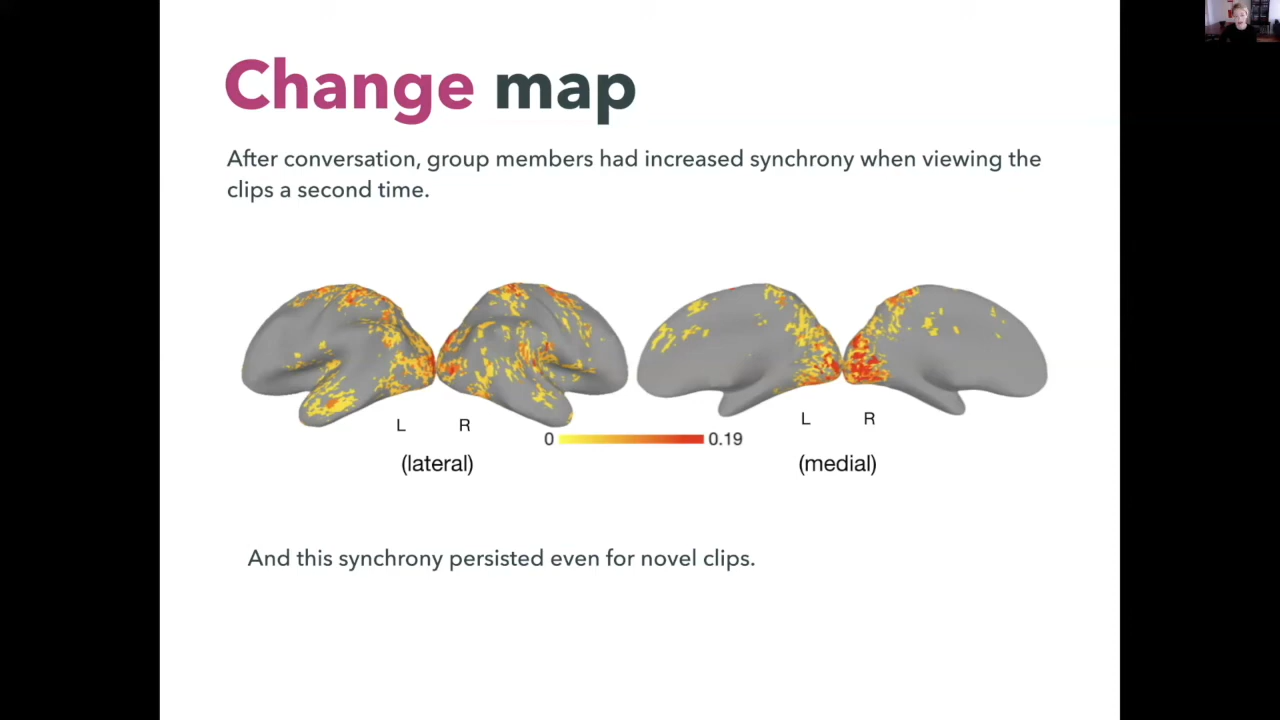 Change map
After conversation, group members had increased synchrony when viewing the
clips a second time.
L R
0 0.19
(lateral)
L R
(medial)
And this synchrony persisted even for novel clips.